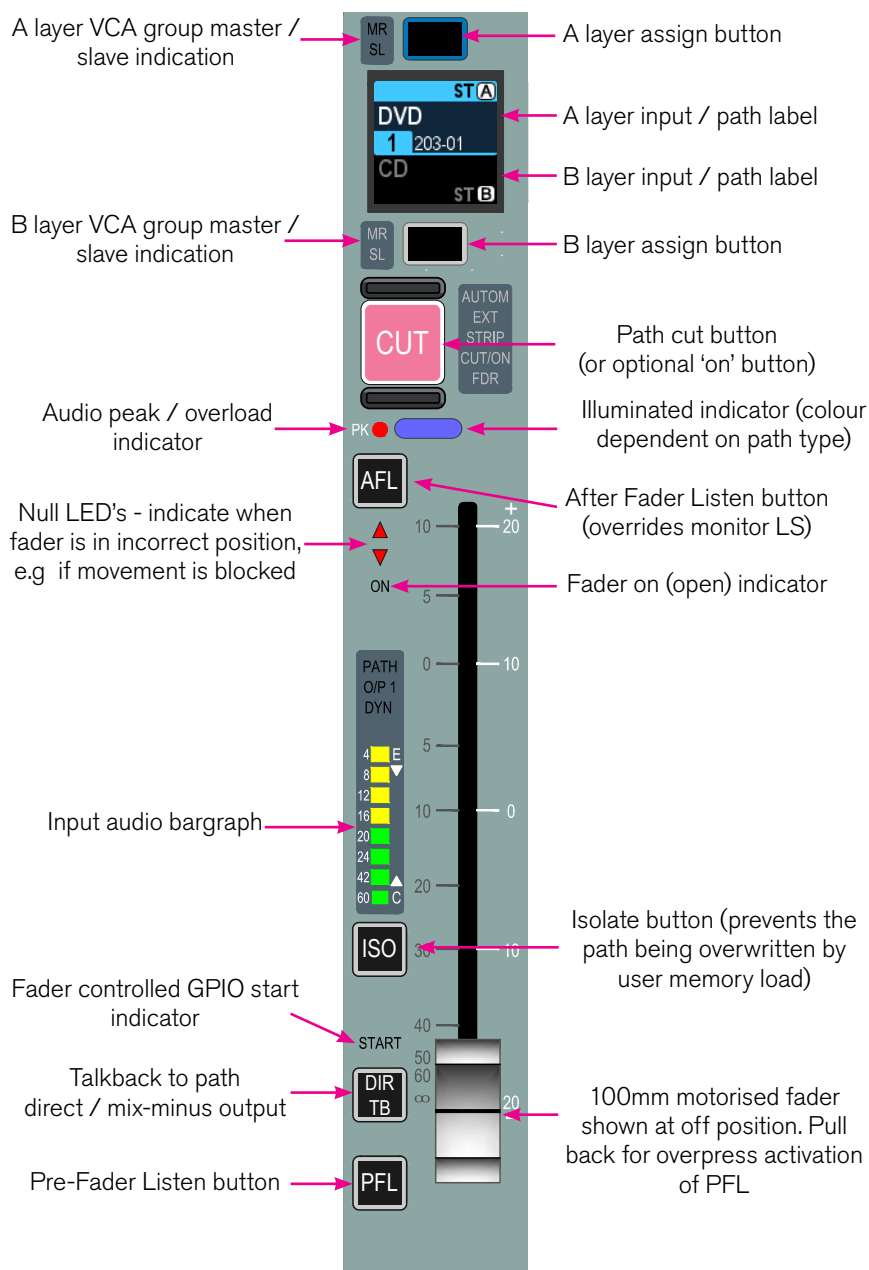 A layer VCA group master /
slave indication
MR
SL
A layer assign button
ST A
DVD
1 203-01
CD
ST B
A layer input / path label
B layer input / path label
B layer VCA group master /
slave indication
MR
SL
B layer assign button
CUT
AUTOM
EXT
STRIP
CUT/ON
FDR
Path cut button
(or optional ‘on’ button)
Audio peak / overload
indicator
PK
Illuminated indicator (colour
dependent on path type)
AFL
After Fader Listen button
(overrides monitor LS)
Null LED's - indicate when
fader is in incorrect position,
e.g if movement is blocked
ON
Fader on (open) indicator
+
10 20
5
0 10
5
10 0
20
30 10
40
50
60
∞ 20
PATH
O/P 1
DYN
4 E
8
12
16
20
24
42
60 C
Input audio bargraph
ISO
Isolate button (prevents the
path being overwritten by
user memory load)
Fader controlled GPIO start
indicator
START
Talkback to path
direct / mix-minus output
DIR
TB
100mm motorised fader
shown at off position. Pull
back for overpress activation
of PFL
Pre-Fader Listen button
PFL